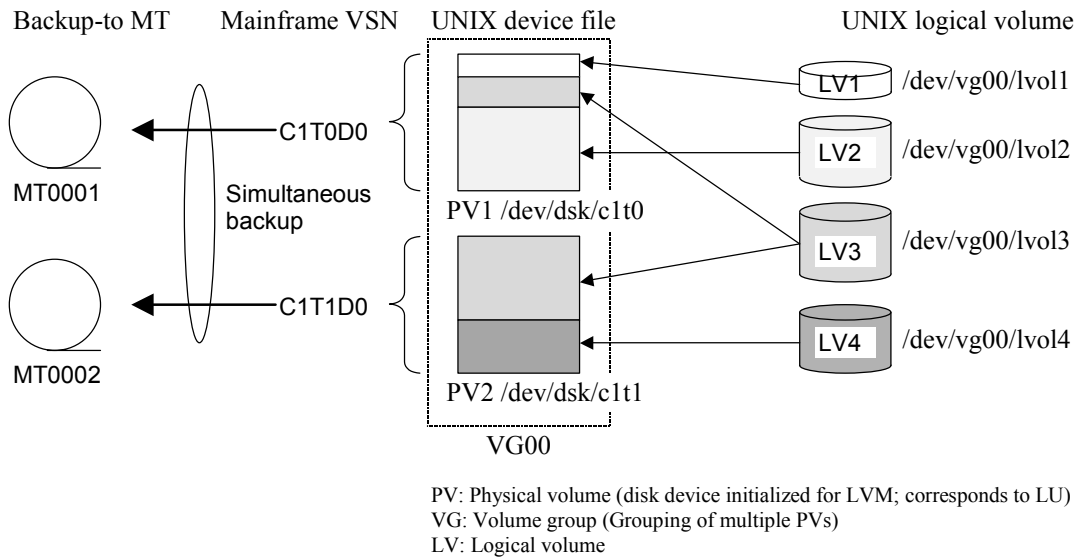 Backup-to MT
Mainframe VSN
UNIX device file
UNIX logical volume
LV1
/dev/vg00/lvol1
C1T0D0
LV2
/dev/vg00/lvol2
MT0001
Simultaneous
backup
PV1 /dev/dsk/c1t0
LV3
/dev/vg00/lvol3
C1T1D0
LV4
/dev/vg00/lvol4
MT0002
PV2 /dev/dsk/c1t1
VG00
PV: Physical volume (disk device initialized for LVM; corresponds to LU)
VG: Volume group (Grouping of multiple PVs)
LV: Logical volume